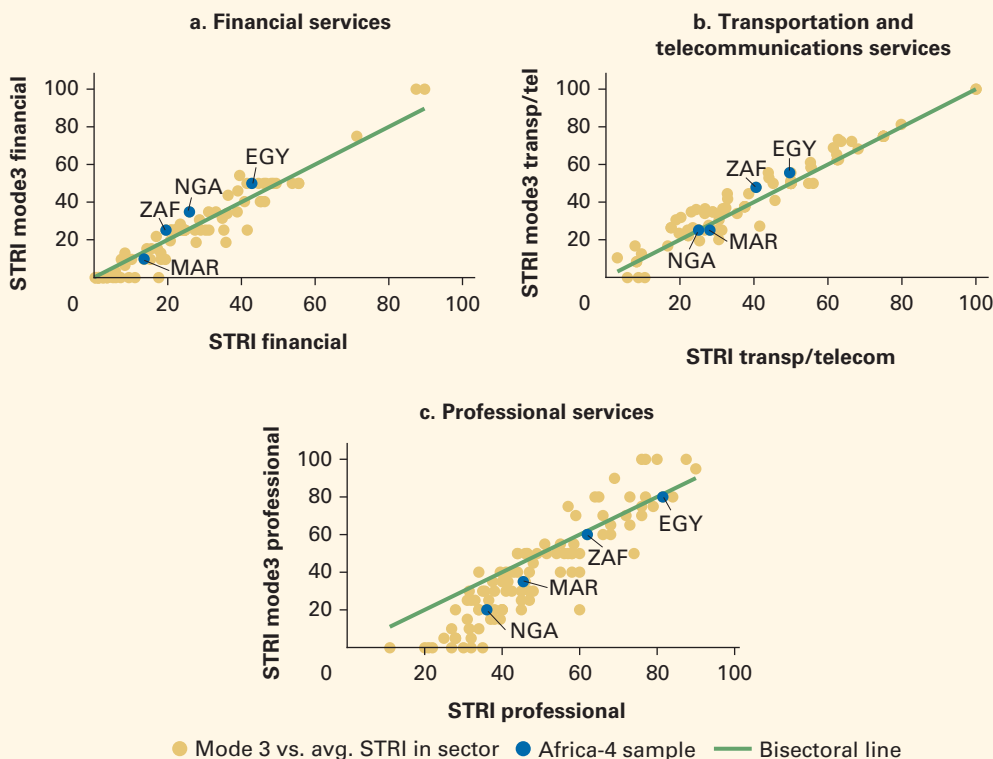 a. Financial services
STRI mode3 financial
100
80
60
40
20
EGY
NGA
ZAF
MAR
0 20 40 60 80 100
STRI financial
b. Transportation and
telecommunications services
STRI mode3 transp/tel
100
80
60
40
20
EGY
ZAF
MAR
NGA
0 20 40 60 80 100
STRI transp/telecom
c. Professional services
STRI mode3 professional
100
80
60
40
20
EGY
ZAF
MAR
NGA
0 20 40 60 80 100
STRI professional
Mode 3 vs. avg. STRI in sector Africa-4 sample Bisectoral line